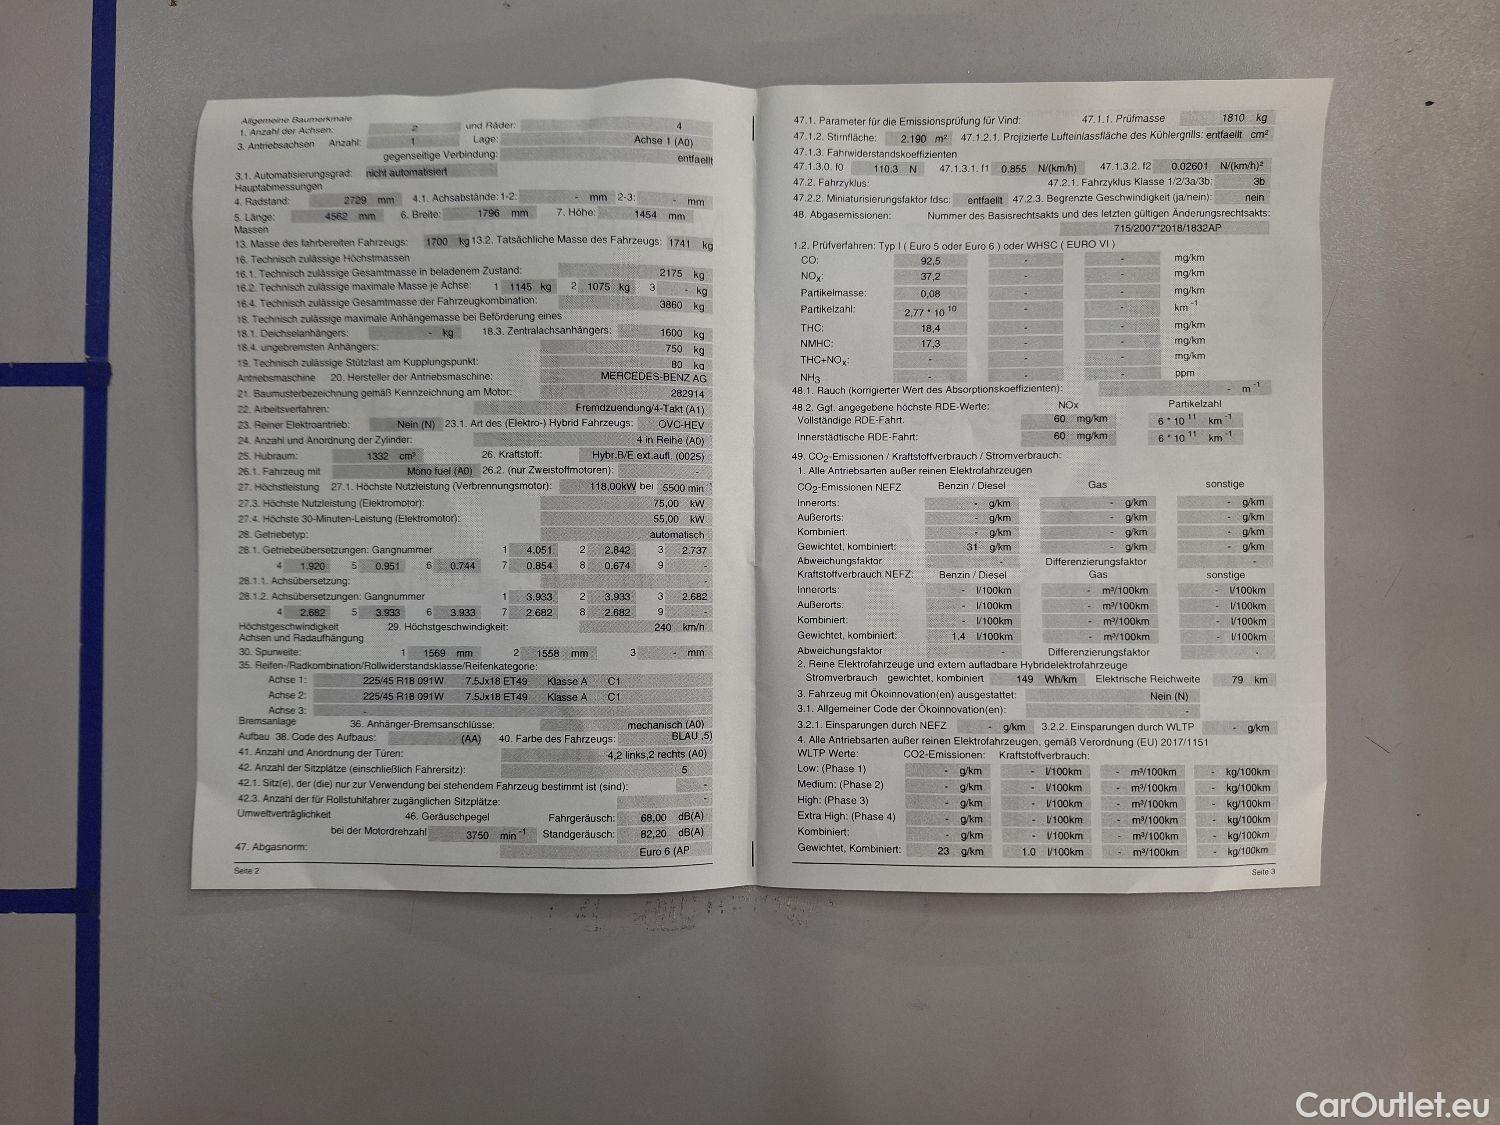 Allgemeine Baumerkmale
1. Anzahl der Achsen: 2 und Räder: 4
3. Antriebsachsen Anzahl: 1 Lage: Achse 1 (A0)
gegenseitige Verbindung: entfaellt
3.1. Automatisierungsgrad: nicht automatisiert
Hauptabmessungen
4. Radstand: 2729 mm 4.1. Achsabstände: 1-2: - mm 2-3: - mm
5. Länge: 4562 mm 6. Breite: 1796 mm 7. Höhe: 1454 mm
Massen
13. Masse des fahrbereiten Fahrzeugs: 1700 kg 13.2. Tatsächliche Masse des Fahrzeugs: 1741 kg
16. Technisch zulässige Höchstmassen
16.1. Technisch zulässige Gesamtmasse in beladenem Zustand: 2175 kg
16.2. Technisch zulässige maximale Masse je Achse: 1 1145 kg 2 1075 kg 3 - kg
16.4. Technisch zulässige Gesamtmasse der Fahrzeugkombination: 3860 kg
18. Technisch zulässige maximale Anhängemasse bei Beförderung eines
18.1. Deichselanhängers: - kg 18.3. Zentralachsanhängers: 1600 kg
18.4. ungebremsten Anhängers: 750 kg
19. Technisch zulässige Stützlast am Kupplungspunkt: 80 kg
Antriebsmaschine 20. Hersteller der Antriebsmaschine: MERCEDES-BENZ AG
21. Baumusterbezeichnung gemäß Kennzeichnung am Motor: 282914
22. Arbeitsverfahren: Fremdzuendung/4-Takt (A1)
23. Reiner Elektroantrieb: Nein (N) 23.1. Art des (Elektro-) Hybrid Fahrzeugs: OVC-HEV
24. Anzahl und Anordnung der Zylinder: 4 in Reihe (A0)
25. Hubraum: 1332 cm³ 26. Kraftstoff: Hybr.B/E ext.aufl. (0025)
26.1. Fahrzeug mit Mono fuel (A0) 26.2. (nur Zweistoffmotoren): -
27. Höchstleistung 27.1. Höchste Nutzleistung (Verbrennungsmotor): 118,00kW bei 5500 min⁻¹
27.3. Höchste Nutzleistung (Elektromotor): 75,00 kW
27.4. Höchste 30-Minuten-Leistung (Elektromotor): 55,00 kW
28. Getriebetyp: automatisch
28.1. Getriebeübersetzungen: Gangnummer 1 4.051 2 2.842 3 2.737
4 1.920 5 0.951 6 0.744 7 0.854 8 0.674 9 -
28.1.1. Achsübersetzung: -
28.1.2. Achsübersetzungen: Gangnummer 1 3.933 2 3.933 3 2.682
4 2.682 5 3.933 6 3.933 7 2.682 8 2.682 9 -
Höchstgeschwindigkeit 29. Höchstgeschwindigkeit: 240 km/h
Achsen und Radaufhängung
30. Spurweite: 1 1569 mm 2 1558 mm 3 - mm
35. Reifen-/Radkombination/Rollwiderstandsklasse/Reifenkategorie:
Achse 1: 225/45 R18 091W 7.5Jx18 ET49 Klasse A C1
Achse 2: 225/45 R18 091W 7.5Jx18 ET49 Klasse A C1
Achse 3: -
Bremsanlage 36. Anhänger-Bremsanschlüsse: mechanisch (A0)
Aufbau 38. Code des Aufbaus: (AA) 40. Farbe des Fahrzeugs: BLAU ,5)
41. Anzahl und Anordnung der Türen: 4,2 links,2 rechts (A0)
42. Anzahl der Sitzplätze (einschließlich Fahrersitz): 5
42.1. Sitz(e), der (die) nur zur Verwendung bei stehendem Fahrzeug bestimmt ist (sind): -
42.3. Anzahl der für Rollstuhlfahrer zugänglichen Sitzplätze: -
Umweltverträglichkeit 46. Geräuschpegel Fahrgeräusch: 68,00 dB(A)
bei der Motordrehzahl 3750 min⁻¹ Standgeräusch: 82,20 dB(A)
47. Abgasnorm: Euro 6 (AP
Seite 2
47.1. Parameter für die Emissionsprüfung für Vind: 47.1.1. Prüfmasse 1810 kg
47.1.2. Stirnfläche: 2.190 m² 47.1.2.1. Projizierte Lufteinlassfläche des Kühlergrills: entfaellt cm²
47.1.3. Fahrwiderstandskoeffizienten
47.1.3.0. f0 110.3 N 47.1.3.1. f1 0.855 N/(km/h) 47.1.3.2. f2 0.02601 N/(km/h)²
47.2. Fahrzyklus: 47.2.1. Fahrzyklus Klasse 1/2/3a/3b: 3b
47.2.2. Miniaturisierungsfaktor fdsc: entfaellt 47.2.3. Begrenzte Geschwindigkeit (ja/nein): nein
48. Abgasemissionen: Nummer des Basisrechtsakts und des letzten gültigen Änderungsrechtsakts:
715/2007*2018/1832AP
1.2. Prüfverfahren: Typ I ( Euro 5 oder Euro 6 ) oder WHSC ( EURO VI )
CO: 92,5 - - mg/km
NOx: 37,2 - - mg/km
Partikelmasse: 0,08 - - mg/km
Partikelzahl: 2,77 * 10 10 - - km⁻¹
THC: 18,4 - - mg/km
NMHC: 17,3 - - mg/km
THC+NOx: - - - mg/km
NH3 - - - ppm
48.1. Rauch (korrigierter Wert des Absorptionskoeffizienten): - m⁻¹
48.2. Ggf. angegebene höchste RDE-Werte: NOx Partikelzahl
Vollständige RDE-Fahrt. 60 mg/km 6 * 10 11 km⁻¹
Innerstädtische RDE-Fahrt: 60 mg/km 6 * 10 11 km⁻¹
49. CO2-Emissionen / Kraftstoffverbrauch / Stromverbrauch:
1. Alle Antriebsarten außer reinen Elektrofahrzeugen
CO2-Emissionen NEFZ Benzin / Diesel Gas sonstige
Innerorts: - g/km - g/km - g/km
Außerorts: - g/km - g/km - g/km
Kombiniert: - g/km - g/km - g/km
Gewichtet, kombiniert: 31 g/km - g/km - g/km
Abweichungsfaktor - Differenzierungsfaktor -
Kraftstoffverbrauch NEFZ: Benzin / Diesel Gas sonstige
Innerorts: - l/100km - m³/100km - l/100km
Außerorts: - l/100km - m³/100km - l/100km
Kombiniert: - l/100km - m³/100km - l/100km
Gewichtet, kombiniert: 1.4 l/100km - m³/100km - l/100km
Abweichungsfaktor - Differenzierungsfaktor: -
2. Reine Elektrofahrzeuge und extern aufladbare Hybridelektrofahrzeuge
Stromverbrauch gewichtet, kombiniert 149 Wh/km Elektrische Reichweite 79 km
3. Fahrzeug mit Ökoinnovation(en) ausgestattet: Nein (N)
3.1. Allgemeiner Code der Ökoinnovation(en): -
3.2.1. Einsparungen durch NEFZ - g/km 3.2.2. Einsparungen durch WLTP - g/km
4. Alle Antriebsarten außer reinen Elektrofahrzeugen, gemäß Verordnung (EU) 2017/1151
WLTP Werte: CO2-Emissionen: Kraftstoffverbrauch:
Low: (Phase 1) - g/km - l/100km - m³/100km - kg/100km
Medium: (Phase 2) - g/km - l/100km - m³/100km - kg/100km
High: (Phase 3) - g/km - l/100km - m³/100km - kg/100km
Extra High: (Phase 4) - g/km - l/100km - m³/100km - kg/100km
Kombiniert: - g/km - l/100km - m³/100km - kg/100km
Gewichtet, Kombiniert: 23 g/km 1.0 l/100km - m³/100km - kg/100km
Seite 3
CarOutlet.eu